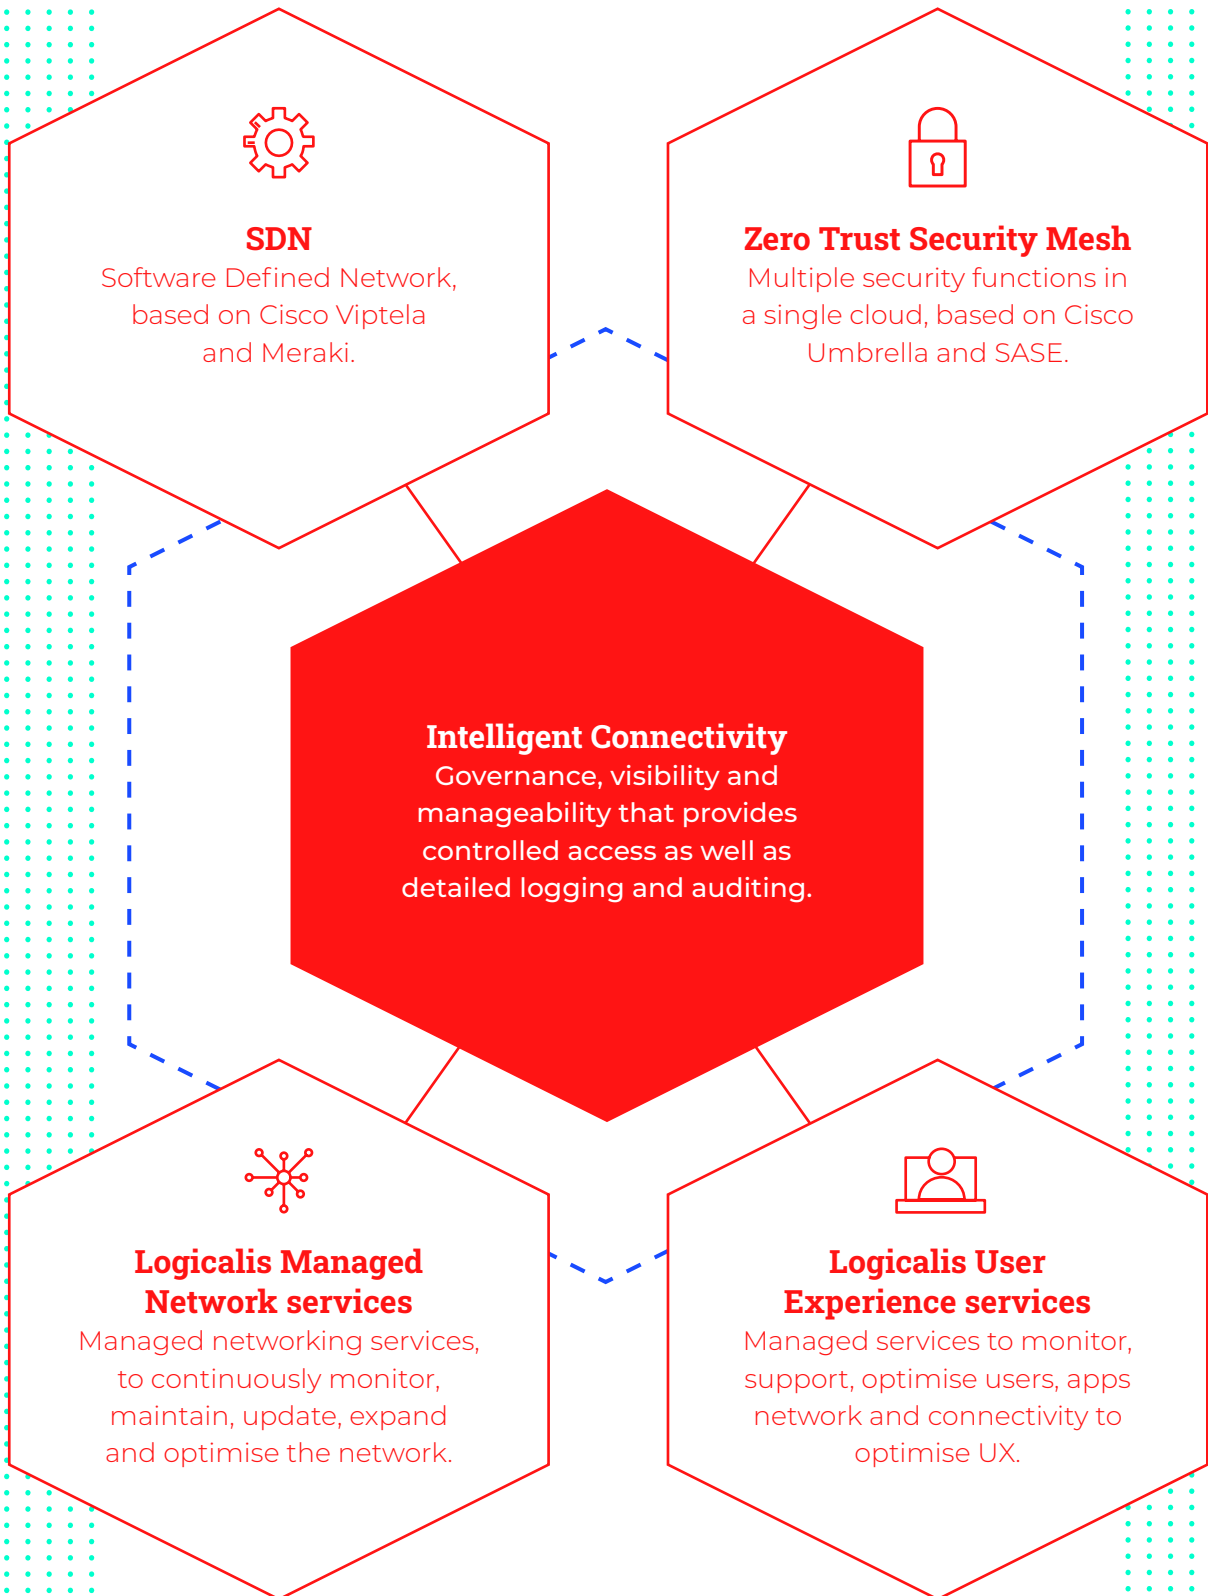 SDN
Software Defined Network,
based on Cisco Viptela
and Meraki.
Zero Trust Security Mesh
Multiple security functions in
a single cloud, based on Cisco
Umbrella and SASE.
Intelligent Connectivity
Governance, visibility and
manageability that provides
controlled access as well as
detailed logging and auditing.
Logicalis Managed
Network services
Managed networking services,
to continuously monitor,
maintain, update, expand
and optimise the network.
Logicalis User
Experience services
Managed services to monitor,
support, optimise users, apps
network and connectivity to
optimise UX.